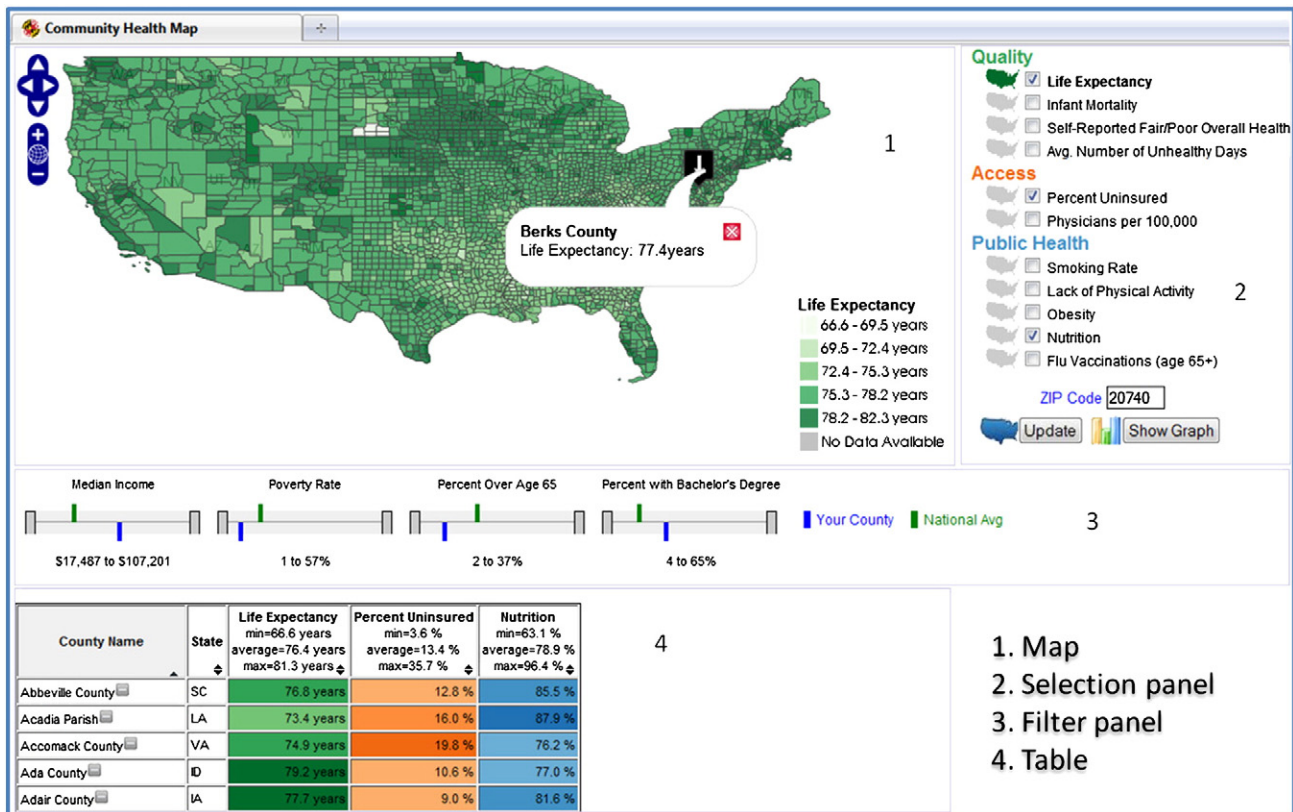 Community Health Map
1
Berks County
Life Expectancy: 77.4years
Life Expectancy
66.6 - 69.5 years
69.5 - 72.4 years
72.4 - 75.3 years
75.3 - 78.2 years
78.2 - 82.3 years
No Data Available
Quality
Life Expectancy
Infant Mortality
Self-Reported Fair/Poor Overall Health
Avg. Number of Unhealthy Days
Access
Percent Uninsured
Physicians per 100,000
Public Health
Smoking Rate
Lack of Physical Activity
2
Obesity
Nutrition
Flu Vaccinations (age 65+)
ZIP Code 20740
Update Show Graph
Median Income Poverty Rate Percent Over Age 65 Percent with Bachelor's Degree
Your County National Avg 3
$17,487 to $107,201 1 to 57% 2 to 37% 4 to 65%
County Name State
Life Expectancy
min=66.6 years
average=76.4 years
max=81.3 years
Percent Uninsured
min=3.6 %
average=13.4 %
max=35.7 %
Nutrition
min=63.1 %
average=78.9 %
max=96.4 %
4
Abbeville County SC 76.8 years 12.8 % 85.5 %
Acadia Parish LA 73.4 years 16.0 % 87.9 %
Accomack County VA 74.9 years 19.8 % 76.2 %
Ada County ID 79.2 years 10.6 % 77.0 %
Adair County IA 77.7 years 9.0 % 81.6 %
1. Map
2. Selection panel
3. Filter panel
4. Table